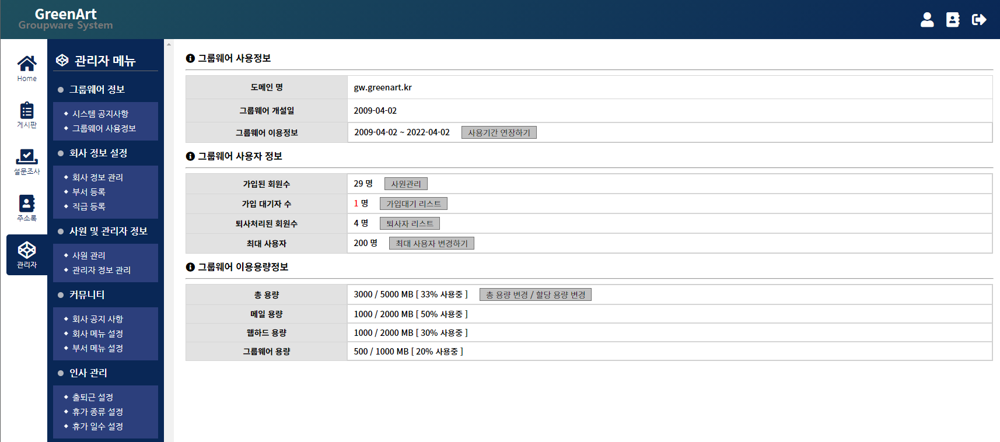 GreenArt
Groupware System
Home
게시판
설문조사
주소록
관리자
관리자 메뉴
그룹웨어 정보
시스템 공지사항
그룹웨어 사용정보
회사 정보 설정
회사 정보 관리
부서 등록
직급 등록
사원 및 관리자 정보
사원 관리
관리자 정보 관리
커뮤니티
회사 공지 사항
회사 메뉴 설정
부서 메뉴 설정
인사 관리
출퇴근 설정
휴가 종류 설정
휴가 일수 설정
그룹웨어 사용정보
도메인 명 gw.greenart.kr
그룹웨어 개설일 2009-04-02
그룹웨어 이용정보 2009-04-02 ~ 2022-04-02 사용기간 연장하기
그룹웨어 사용자 정보
가입된 회원수 29 명 사원관리
가입 대기자 수 1 명 가입대기 리스트
퇴사처리된 회원수 4 명 퇴사자 리스트
최대 사용자 200 명 최대 사용자 변경하기
그룹웨어 이용용량정보
총 용량 3000 / 5000 MB [ 33% 사용중 ] 총 용량 변경 / 할당 용량 변경
메일 용량 1000 / 2000 MB [ 50% 사용중 ]
웹하드 용량 1000 / 2000 MB [ 30% 사용중 ]
그룹웨어 용량 500 / 1000 MB [ 20% 사용중 ]